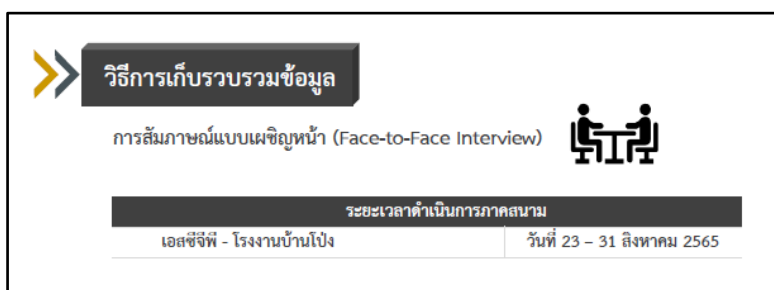 วิธีการเก็บรวบรวมข้อมูล
การสัมภาษณ์แบบเผชิญหน้า (Face-to-Face Interview)
ระยะเวลาดำเนินการภาคสนาม
เอสซีจีพี - โรงงานบ้านโป่ง วันที่ 23 – 31 สิงหาคม 2565